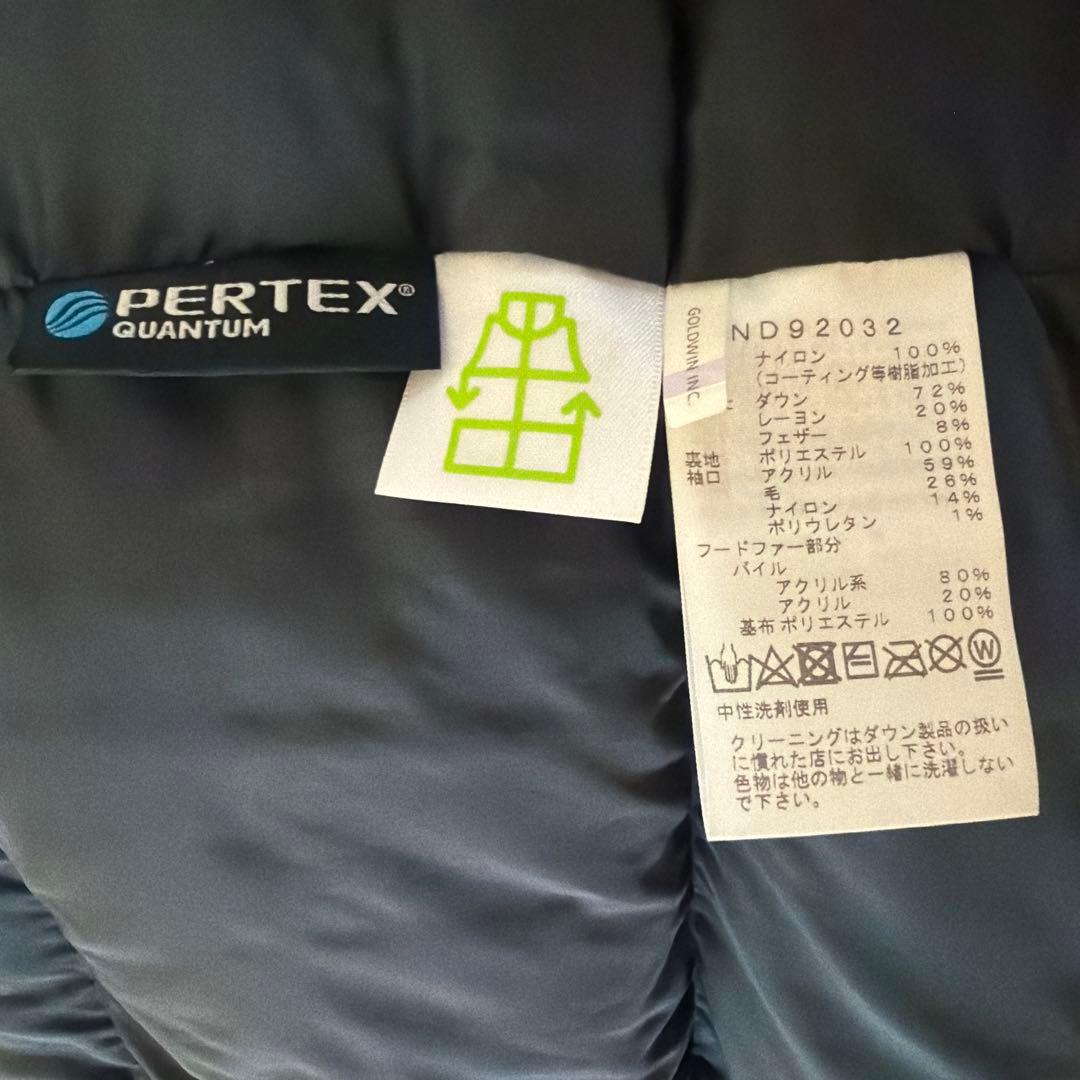 PERTEX®
QUANTUM
GOLDWIN INC.
ND92032
ナイロン 100%
(コーティング等樹脂加工)
ダウン 72%
レーヨン 20%
フェザー 8%
裏地 ポリエステル 100%
袖口 アクリル 59%
毛 26%
ナイロン 14%
ポリウレタン 1%
フードファー部分
パイル
アクリル系 80%
アクリル 20%
基布 ポリエステル 100%
W
中性洗剤使用
クリーニングはダウン製品の扱い
に慣れた店にお出し下さい。
色物は他の物と一緒に洗濯しない
で下さい。